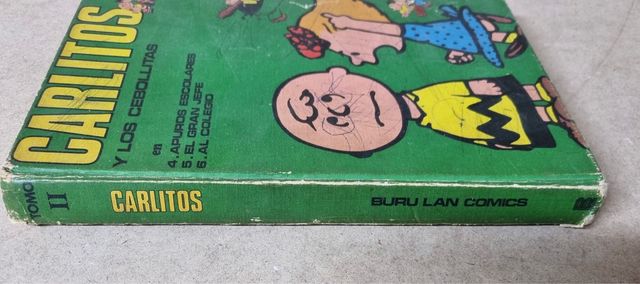 CARLITOS
Y LOS CEBOLLITAS
en
4. APUROS ESCOLARES
5. EL GRAN JEFE
6. AL COLEGIO
TOMO
II
CARLITOS
BURU LAN COMICS